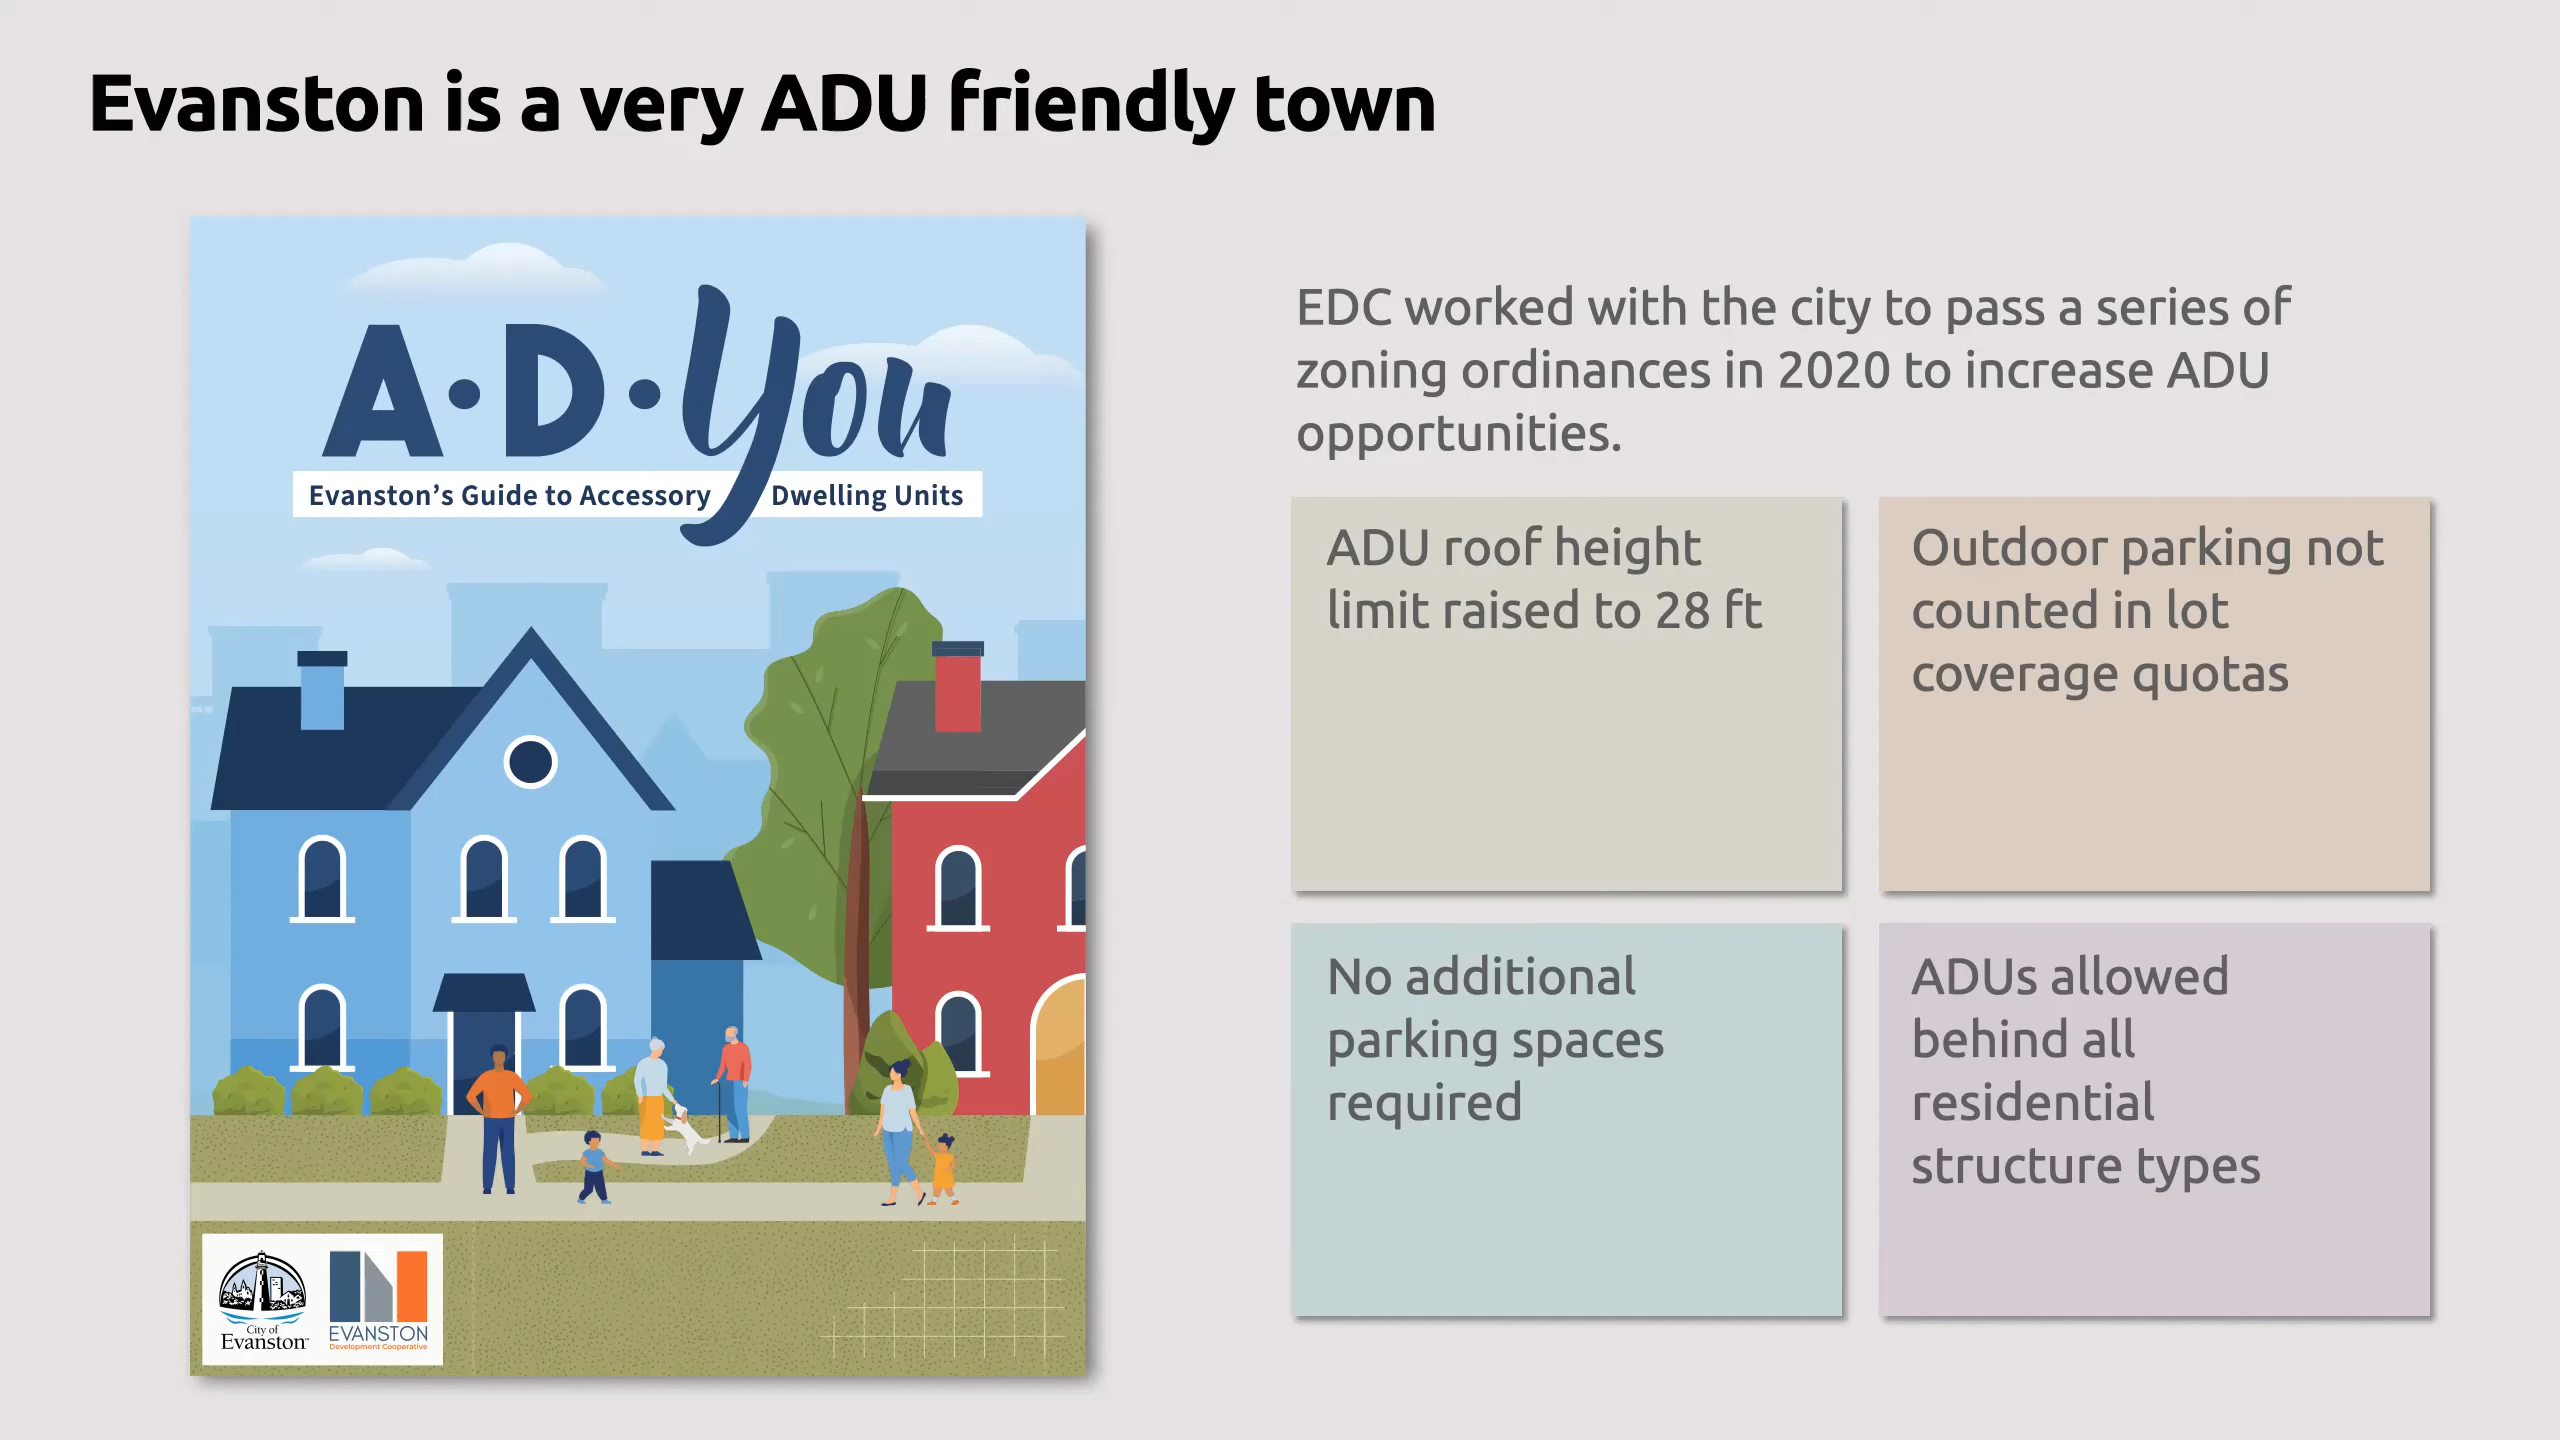 Evanston is a very ADU friendly town
A·D·You
Evanston's Guide to Accessory Dwelling Units
City of
Evanston
EVANSTON
Development Cooperative
EDC worked with the city to pass a series of
zoning ordinances in 2020 to increase ADU
opportunities.
ADU roof height
limit raised to 28 ft
Outdoor parking not
counted in lot
coverage quotas
No additional
parking spaces
required
ADUs allowed
behind all
residential
structure types